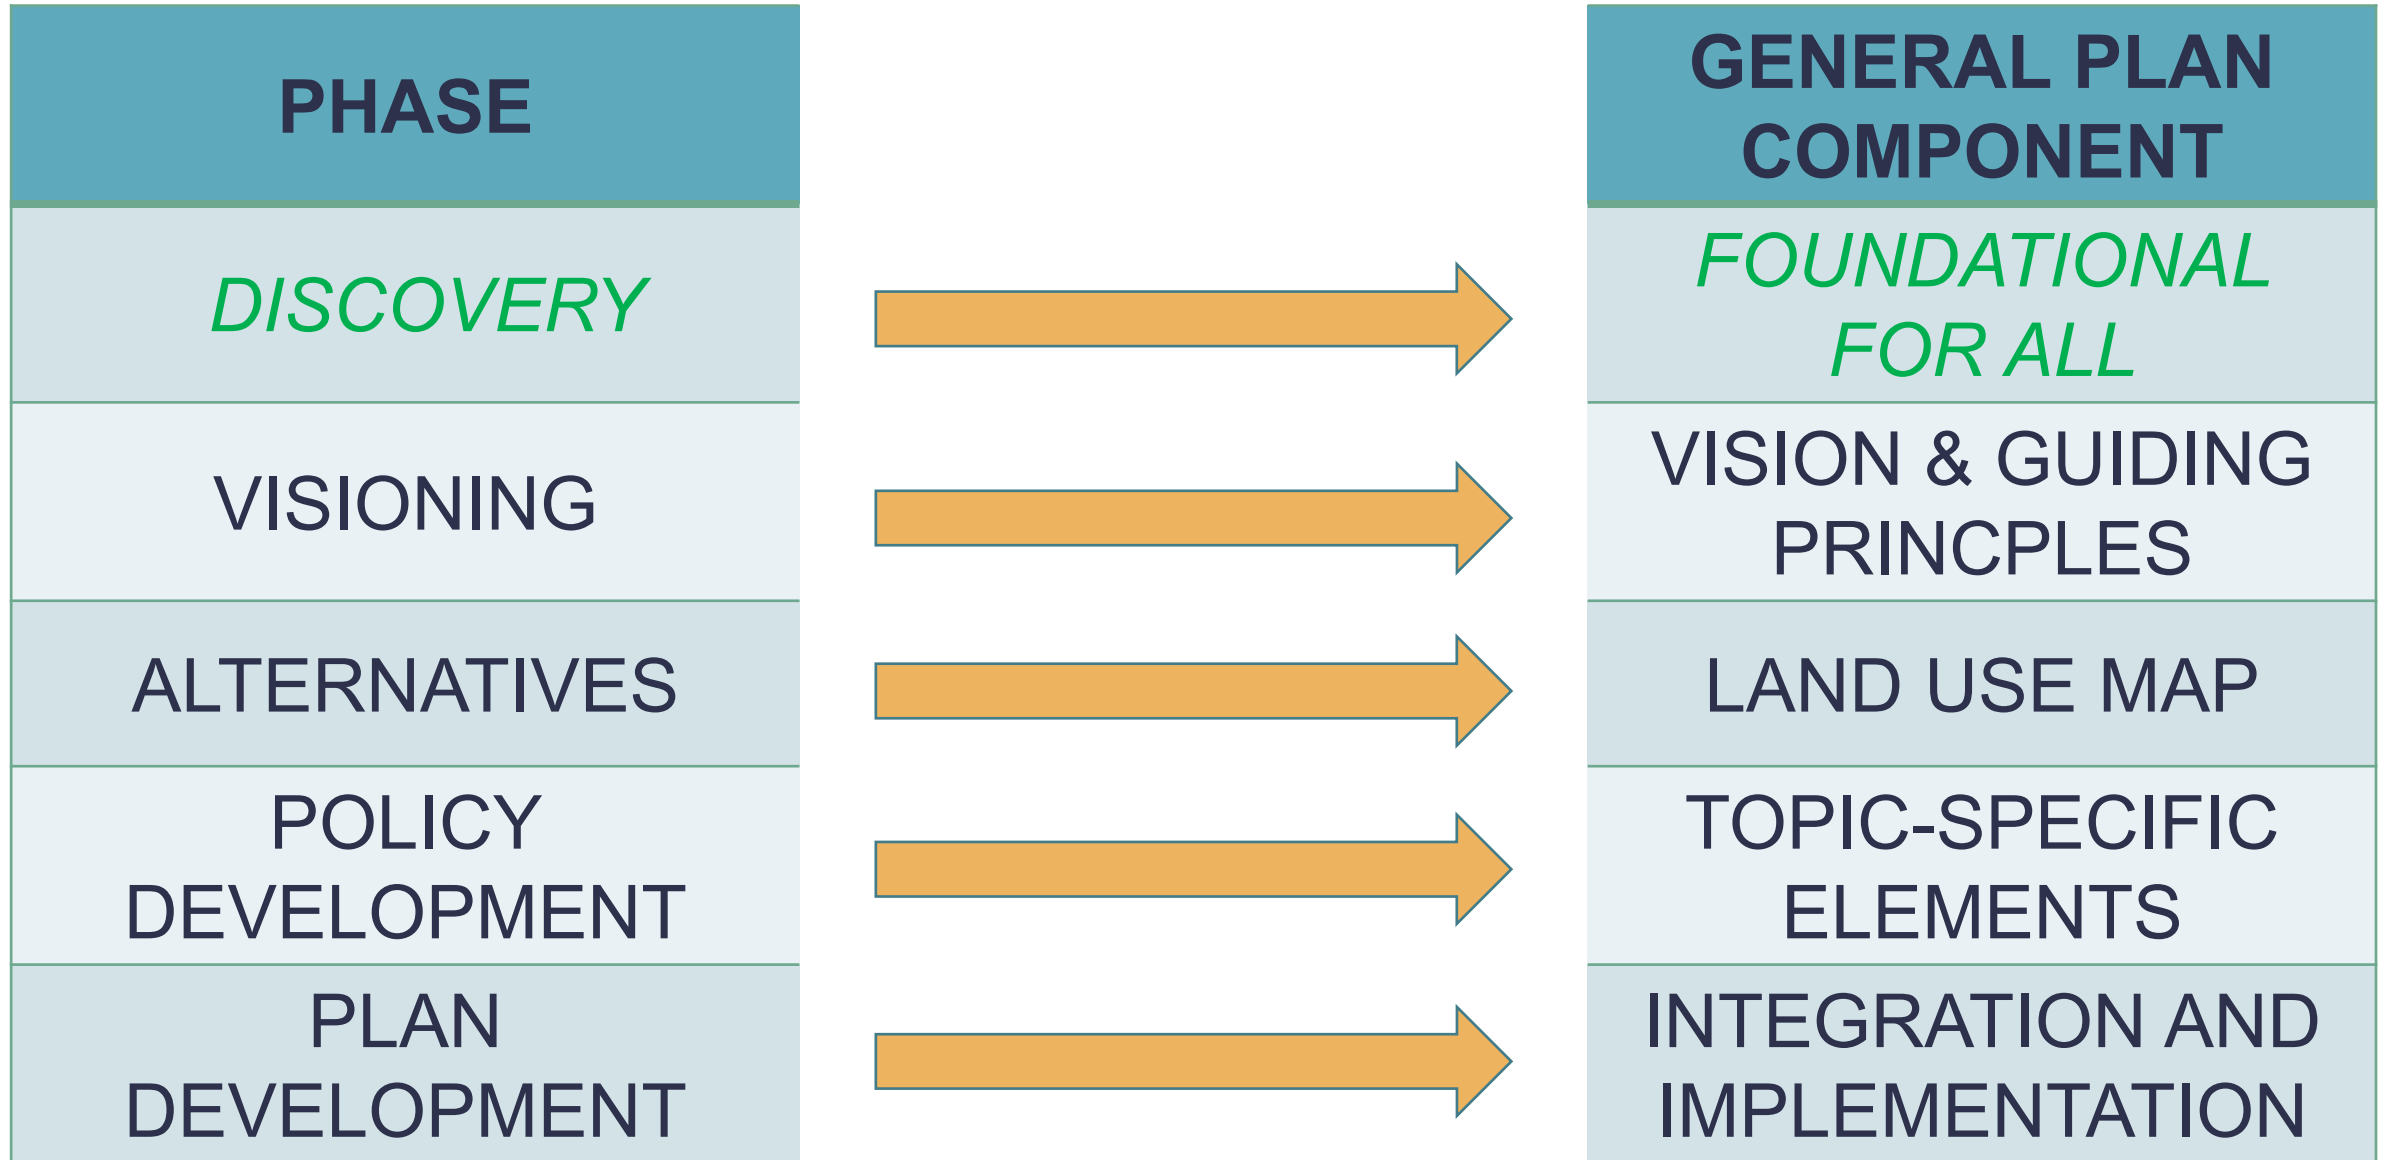 PHASE
GENERAL PLAN
COMPONENT
DISCOVERY
FOUNDATIONAL
FOR ALL
VISIONING
VISION & GUIDING
PRINCPLES
ALTERNATIVES
LAND USE MAP
POLICY
DEVELOPMENT
TOPIC-SPECIFIC
ELEMENTS
PLAN
DEVELOPMENT
INTEGRATION AND
IMPLEMENTATION